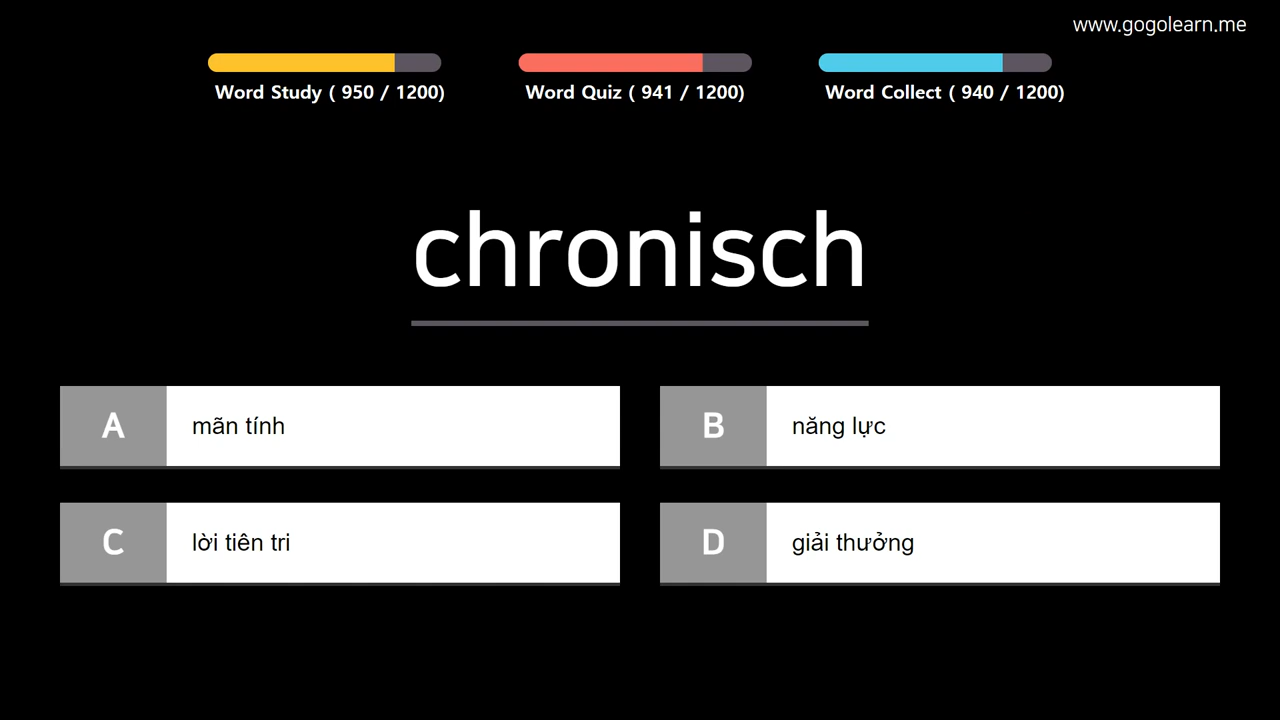 www.gogolearn.me
Word Study ( 950 / 1200)
Word Quiz ( 941 / 1200)
Word Collect ( 940 / 1200)
chronisch
A mãn tính
B năng lực
C lời tiên tri
D giải thưởng